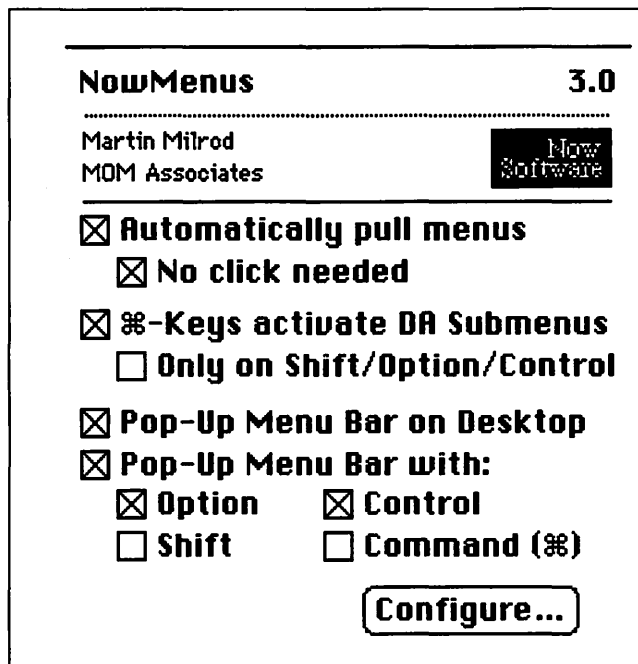 NowMenus 3.0
Martin Milrod
MOM Associates
Now
Software
Automatically pull menus
No click needed
⌘-Keys activate DA Submenus
Only on Shift/Option/Control
Pop-Up Menu Bar on Desktop
Pop-Up Menu Bar with:
Option Control
Shift Command (⌘)
Configure...